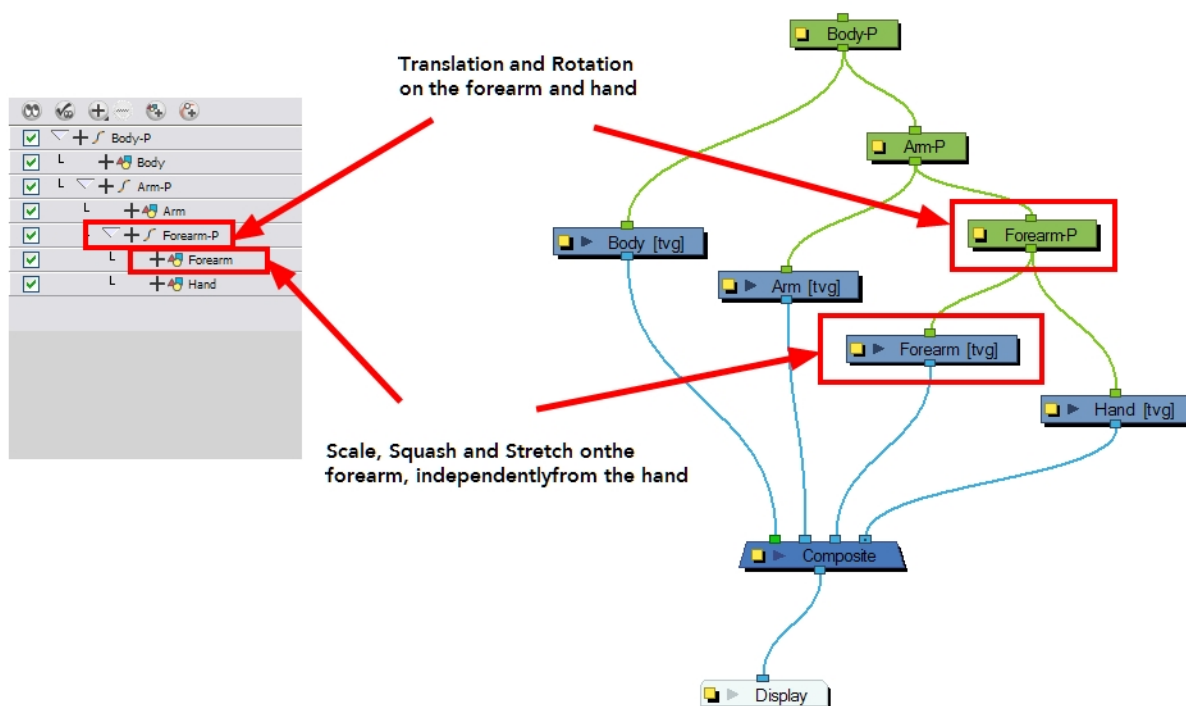 Body-P
Translation and Rotation
on the forearm and hand
Body-P
Body
Arm-P
Arm
Forearm-P
Forearm
Hand
Arm-P
Forearm-P
Body [tvg]
Arm [tvg]
Forearm [tvg]
Hand [tvg]
Scale, Squash and Stretch onthe
forearm, independentlyfrom the hand
Composite
Display